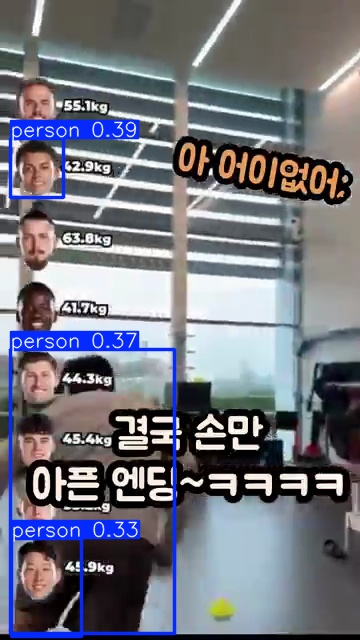 55.1kg
person 0.39
42.9kg
아 어이없어;
63.8kg
41.7kg
person 0.37
44.3kg
45.4kg
결국 손만
아픈 엔딩~ㅋㅋㅋㅋ
person 0.33
45.9kg